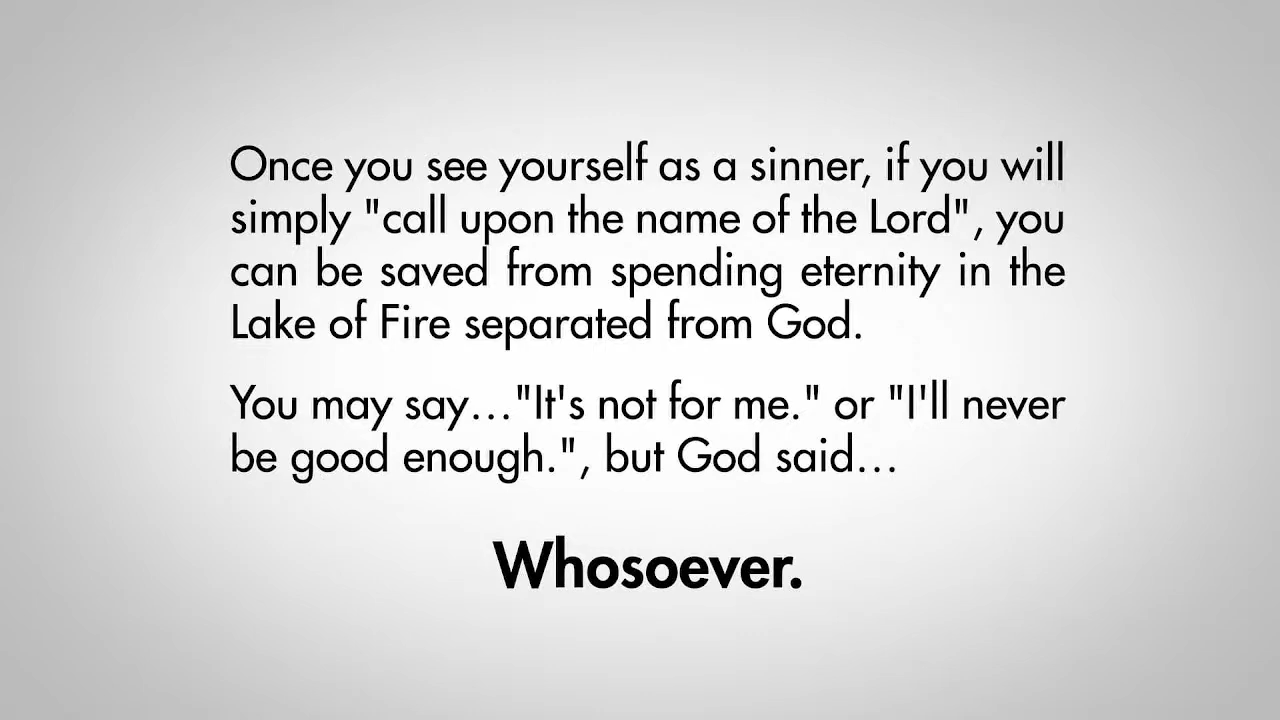 Once you see yourself as a sinner, if you will
simply "call upon the name of the Lord", you
can be saved from spending eternity in the
Lake of Fire separated from God.
You may say..."It's not for me." or "I'll never
be good enough.", but God said...
Whosoever.